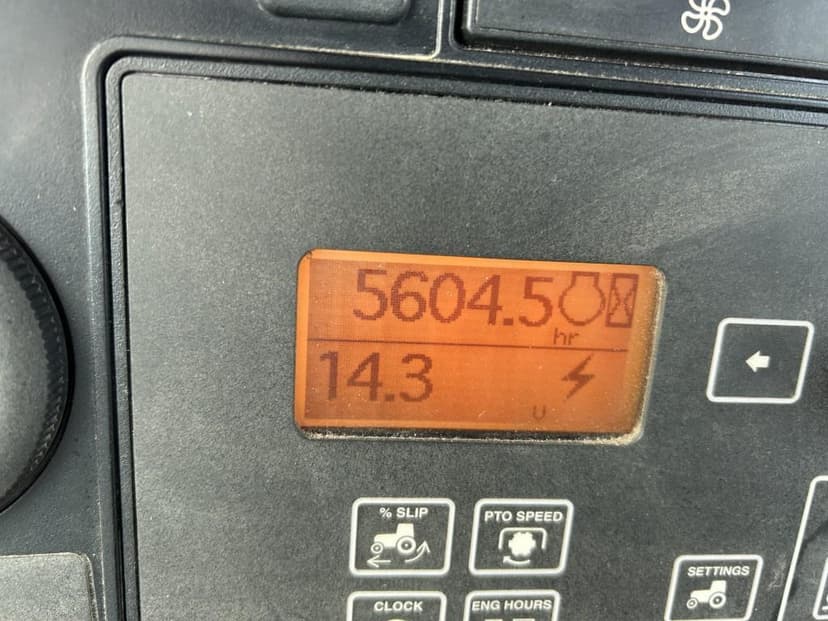 5604.5
hr
14.3
V
% SLIP
PTO SPEED
SETTINGS
CLOCK
ENG HOURS